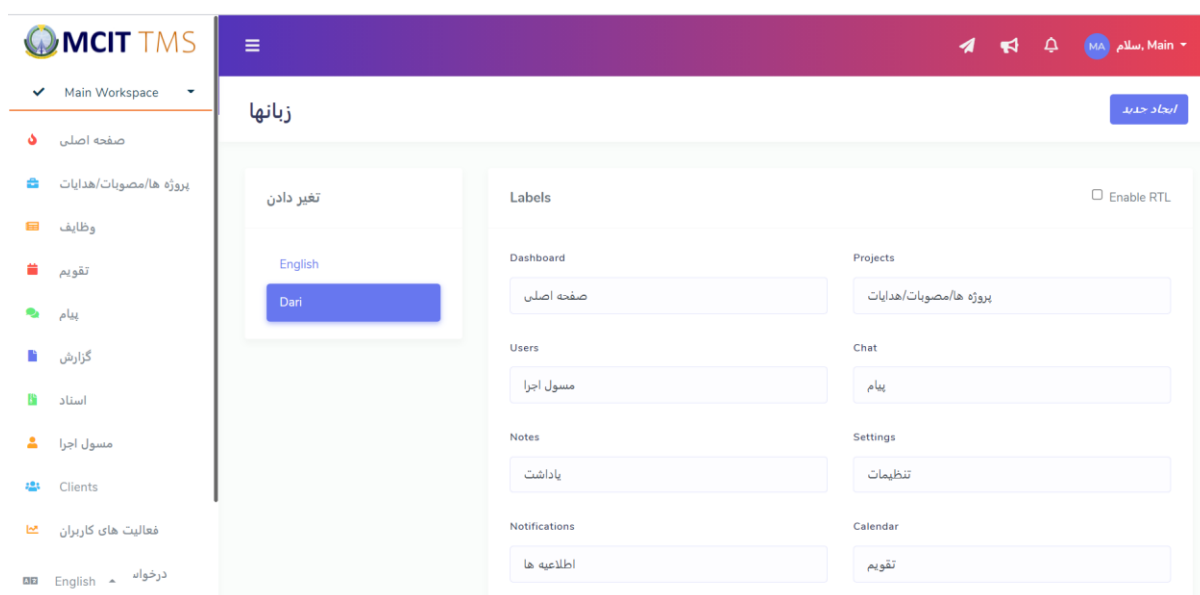 MCIT TMS
Main Workspace
صفحه اصلی
پروژه ها/مصوبات/هدایات
وظایف
تقویم
پیام
گزارش
اسناد
مسول اجرا
Clients
فعالیت های کاربران
English
MA
سلام, Main
زبانها
ایجاد جدید
تغیر دادن
English
Dari
Labels
Enable RTL
Dashboard
صفحه اصلی
Projects
پروژه ها/مصوبات/هدایات
Users
مسول اجرا
Chat
پیام
Notes
یاداشت
Settings
تنظیمات
Notifications
اطلاعیه ها
Calendar
تقویم